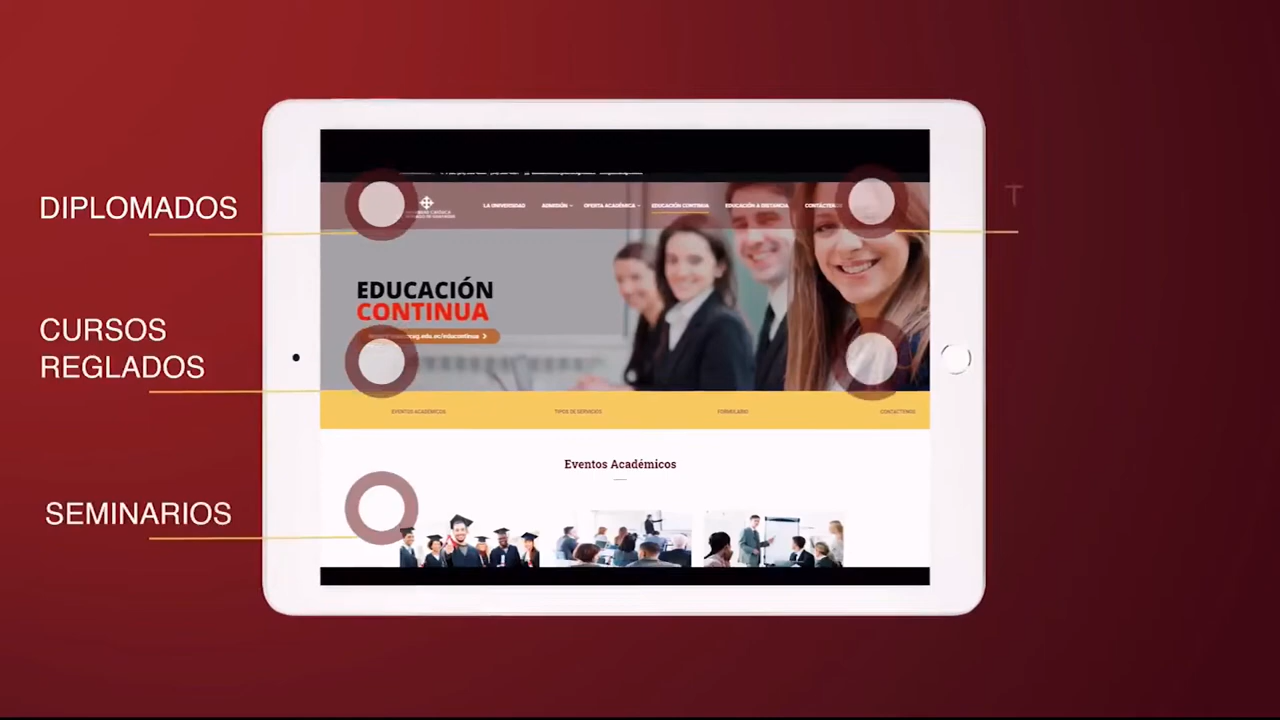 DIPLOMADOS
CURSOS
REGLADOS
SEMINARIOS
T
LA UNIVERSIDAD ADMISIÓN OFERTA ACADÉMICA EDUCACIÓN CONTINUA EDUCACIÓN A DISTANCIA
EDUCACIÓN
CONTINUA
EVENTOS ACADÉMICOS TIPOS DE SERVICIOS FORMULARIO CONTÁCTENOS
Eventos Académicos